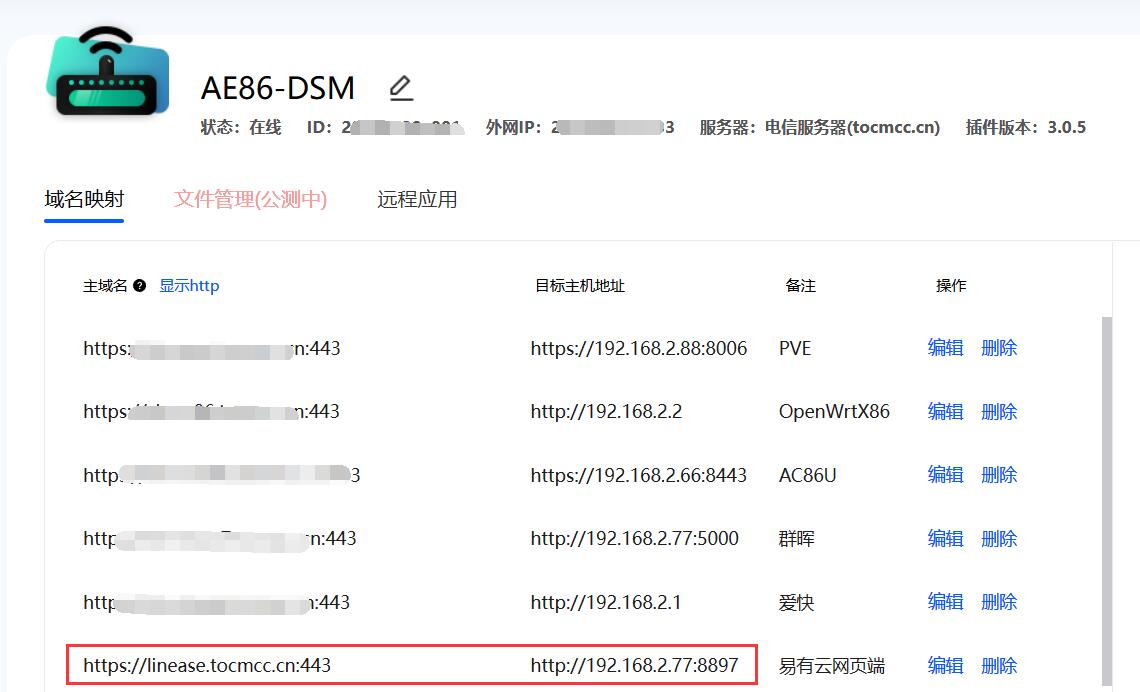 AE86-DSM
状态：在线 ID：2 外网IP：2 3 服务器：电信服务器(tocmcc.cn) 插件版本：3.0.5
域名映射 文件管理(公测中) 远程应用
主域名 ? 显示http 目标主机地址 备注 操作
https: n:443 https://192.168.2.88:8006 PVE 编辑 删除
https: n:443 http://192.168.2.2 OpenWrtX86 编辑 删除
http 3 https://192.168.2.66:8443 AC86U 编辑 删除
http n:443 http://192.168.2.77:5000 群晖 编辑 删除
http :443 http://192.168.2.1 爱快 编辑 删除
https://linease.tocmcc.cn:443 http://192.168.2.77:8897 易有云网页端 编辑 删除